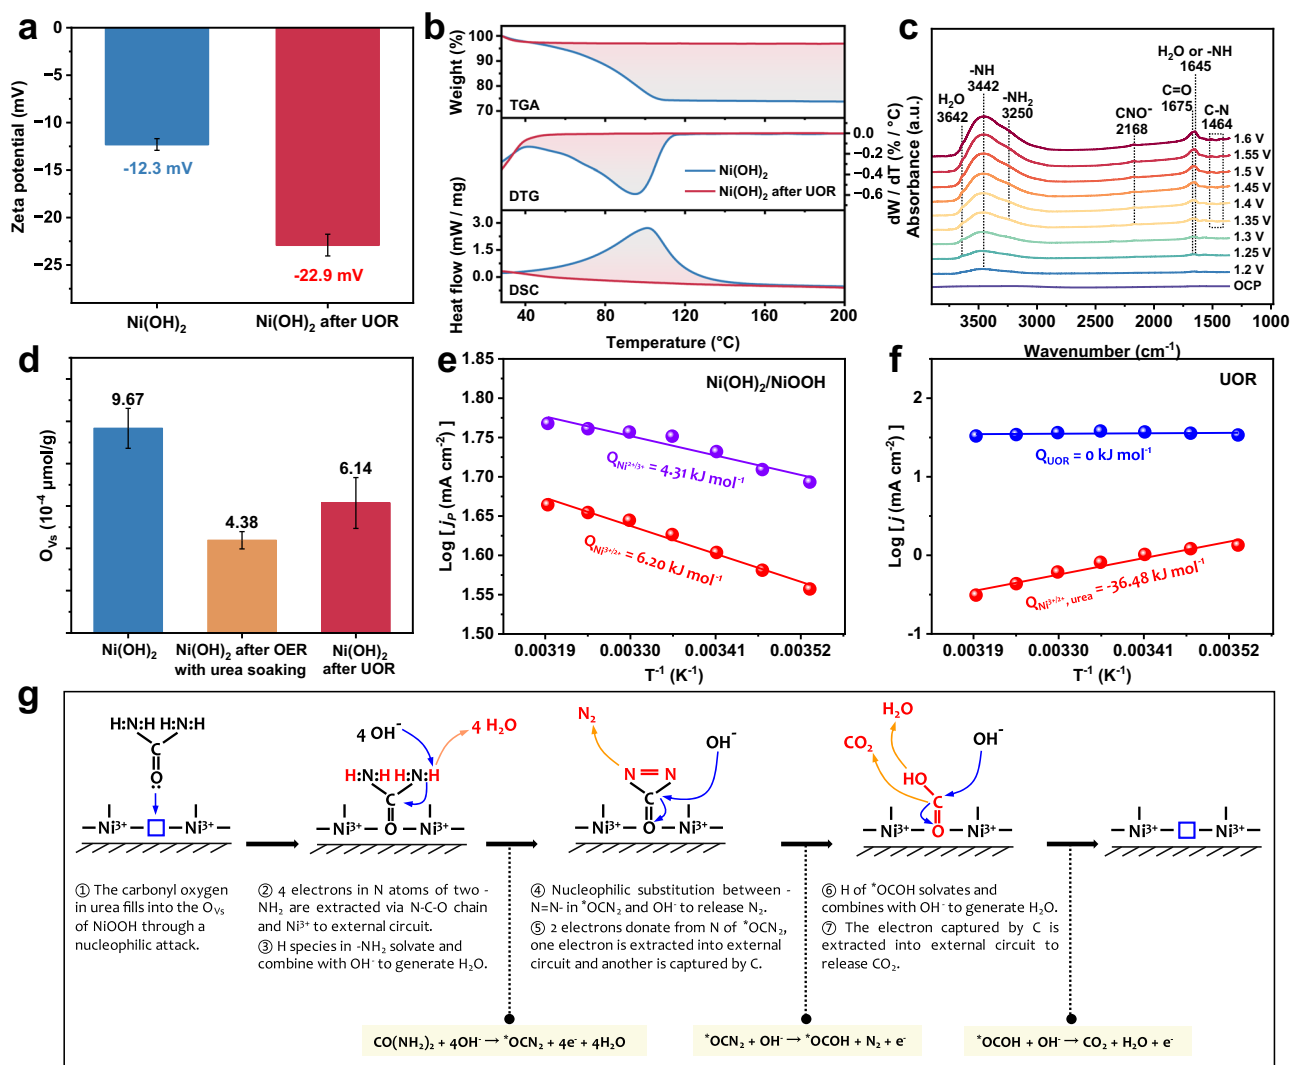 a
Zeta potential (mV)
0
−5
−10
−15
−20
−25
-12.3 mV
-22.9 mV
Ni(OH)₂
Ni(OH)₂ after UOR
b
Weight (%)
100
90
80
70
TGA
DTG
Ni(OH)₂
Ni(OH)₂ after UOR
0.0
−0.2
−0.4
−0.6
dW / dT (% / °C)
Heat flow (mW / mg)
3.0
1.5
0.0
DSC
40
80
120
160
200
Temperature (°C)
c
Absorbance (a.u.)
H₂O
3642
-NH
3442
-NH₂
3250
CNO⁻
2168
H₂O or -NH
1645
C=O
1675
C-N
1464
1.6 V
1.55 V
1.5 V
1.45 V
1.4 V
1.35 V
1.3 V
1.25 V
1.2 V
OCP
3500 3000 2500 2000 1500 1000
Wavenumber (cm⁻¹)
d
O_Vs (10⁻⁴ μmol/g)
9.67
4.38
6.14
Ni(OH)₂
Ni(OH)₂ after OER
with urea soaking
Ni(OH)₂
after UOR
e
Log [ j_P (mA cm⁻²) ]
1.85
1.80
1.75
1.70
1.65
1.60
1.55
1.50
Ni(OH)₂/NiOOH
Q_Ni²⁺/³⁺ = 4.31 kJ mol⁻¹
Q_Ni³⁺/²⁺ = 6.20 kJ mol⁻¹
0.00319 0.00330 0.00341 0.00352
T⁻¹ (K⁻¹)
f
Log [ j (mA cm⁻²) ]
2
1
0
-1
UOR
Q_UOR = 0 kJ mol⁻¹
Q_Ni³⁺/²⁺, urea = -36.48 kJ mol⁻¹
0.00319 0.00330 0.00341 0.00352
T⁻¹ (K⁻¹)
g
H:N:H H:N:H
C
O
Ni³⁺ Ni³⁺
4 OH⁻
4 H₂O
H:N:H H:N:H
C
O
Ni³⁺ Ni³⁺
N₂
OH⁻
N = N
C
O
Ni³⁺ Ni³⁺
H₂O
CO₂
OH⁻
HO
C
O
Ni³⁺ Ni³⁺
Ni³⁺ Ni³⁺
① The carbonyl oxygen
in urea fills into the O_Vs
of NiOOH through a
nucleophilic attack.
② 4 electrons in N atoms of two -
NH₂ are extracted via N-C-O chain
and Ni³⁺ to external circuit.
③ H species in -NH₂ solvate and
combine with OH⁻ to generate H₂O.
④ Nucleophilic substitution between -
N=N- in *OCN₂ and OH⁻ to release N₂.
⑤ 2 electrons donate from N of *OCN₂,
one electron is extracted into external
circuit and another is captured by C.
⑥ H of *OCOH solvates and
combines with OH⁻ to generate H₂O.
⑦ The electron captured by C is
extracted into external circuit to
release CO₂.
CO(NH₂)₂ + 4OH⁻ → *OCN₂ + 4e⁻ + 4H₂O
*OCN₂ + OH⁻ → *OCOH + N₂ + e⁻
*OCOH + OH⁻ → CO₂ + H₂O + e⁻